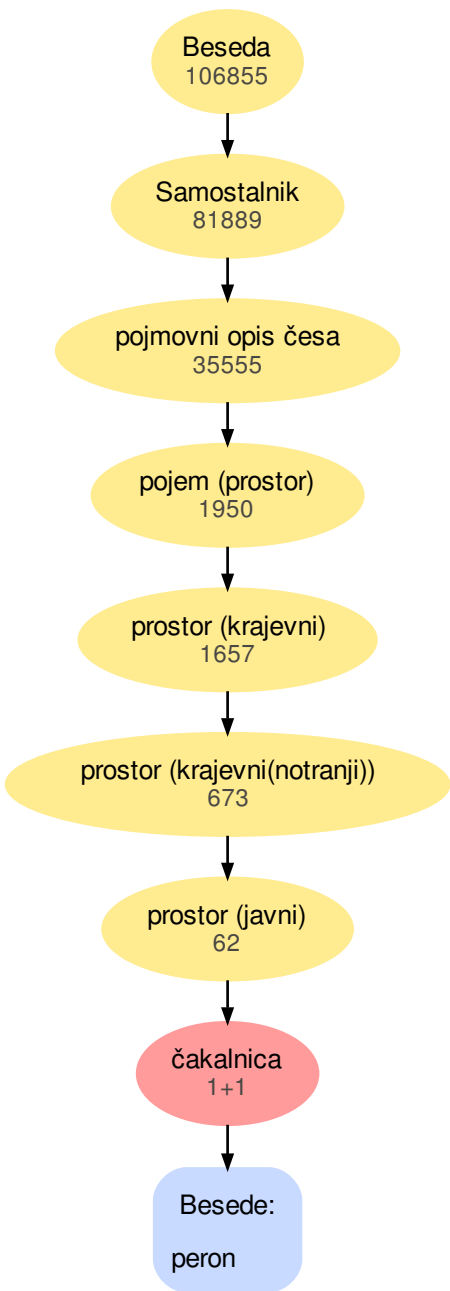 Beseda
106855
Samostalnik
81889
pojmovni opis česa
35555
pojem (prostor)
1950
prostor (krajevni)
1657
prostor (krajevni(notranji))
673
prostor (javni)
62
čakalnica
1+1
Besede:
peron